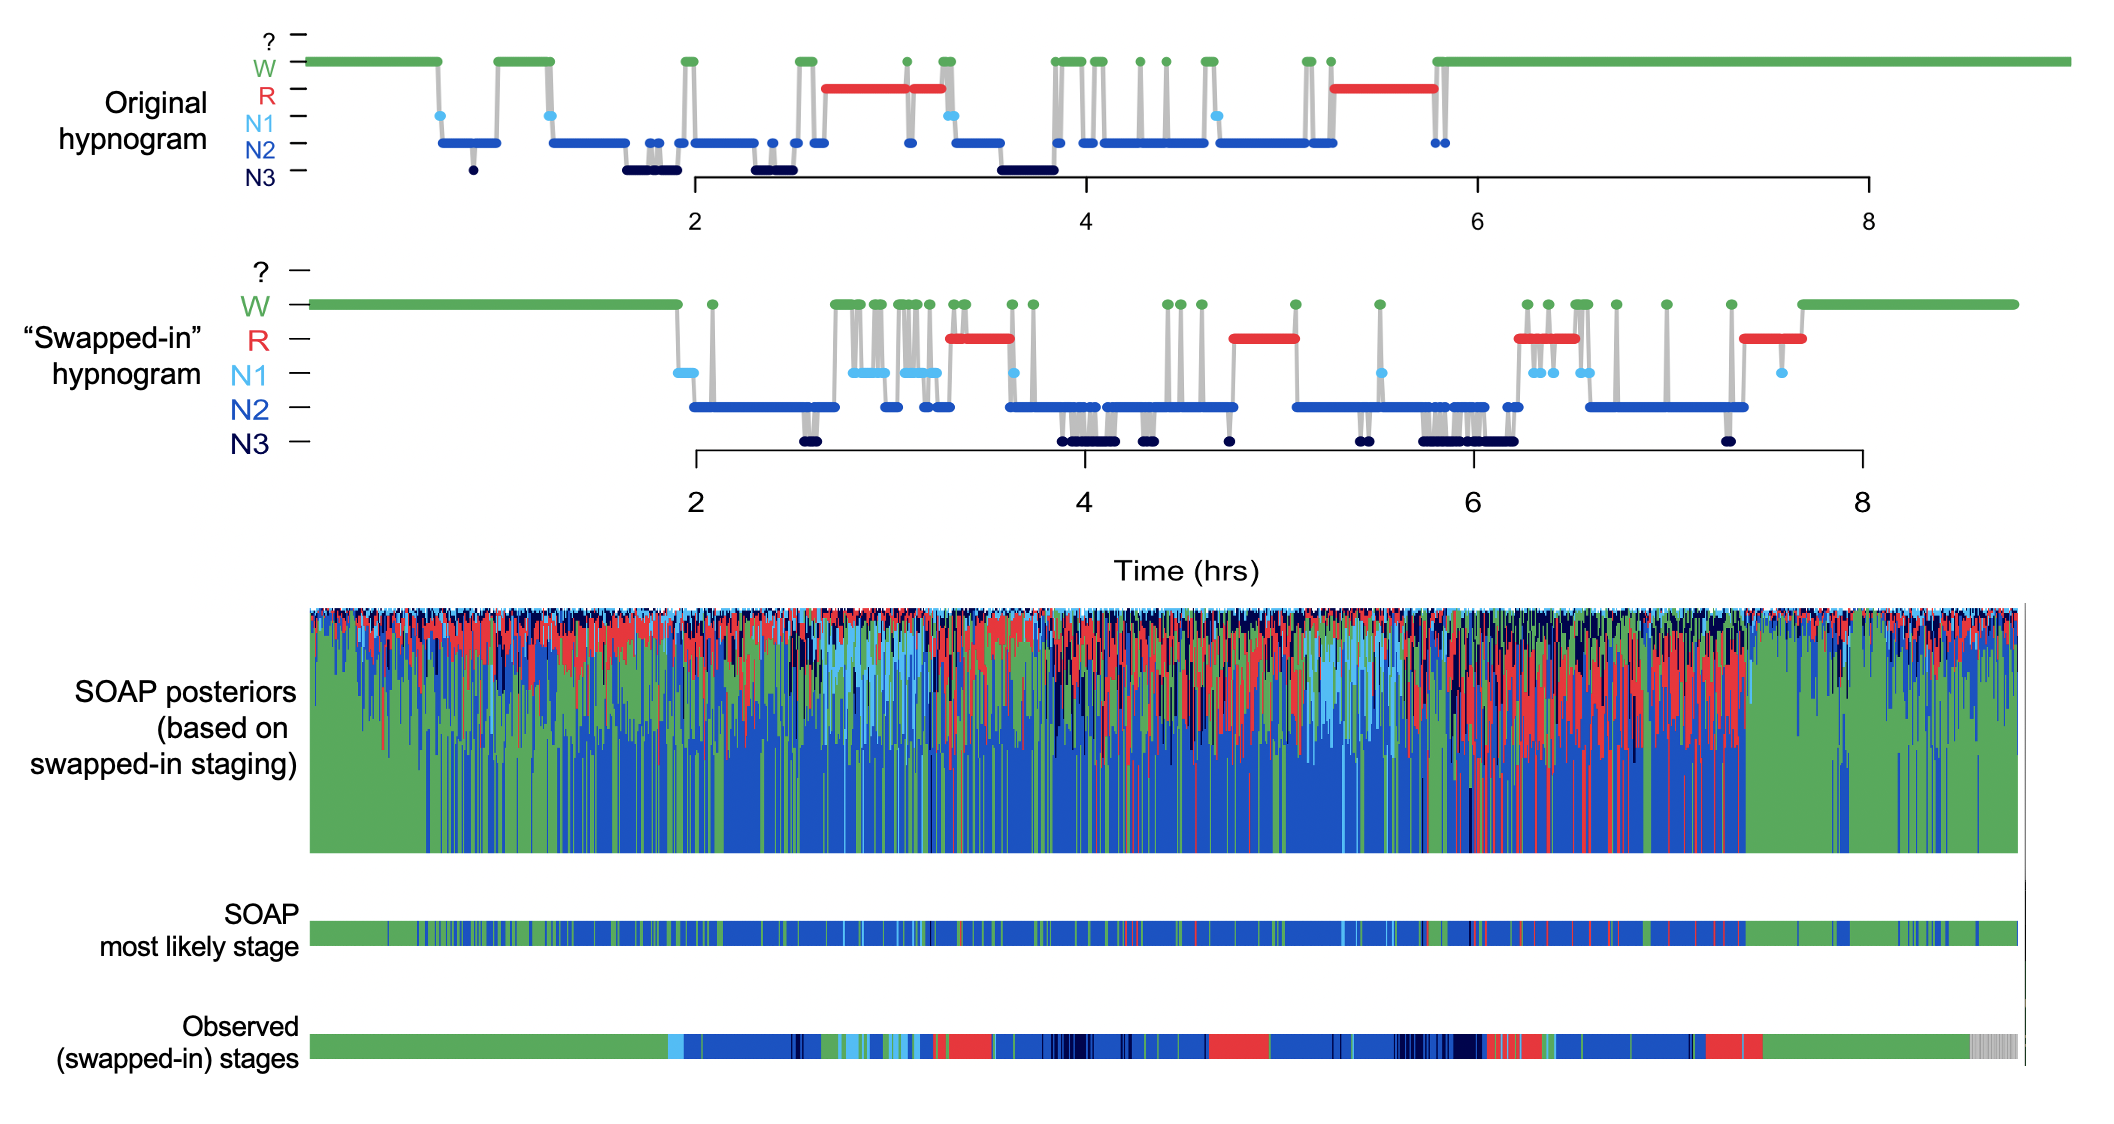 ?
W
R
N1
N2
N3
Original
hypnogram
2 4 6 8
?
W
R
N1
N2
N3
“Swapped-in”
hypnogram
2 4 6 8
Time (hrs)
SOAP posteriors
(based on
swapped-in staging)
SOAP
most likely stage
Observed
(swapped-in) stages